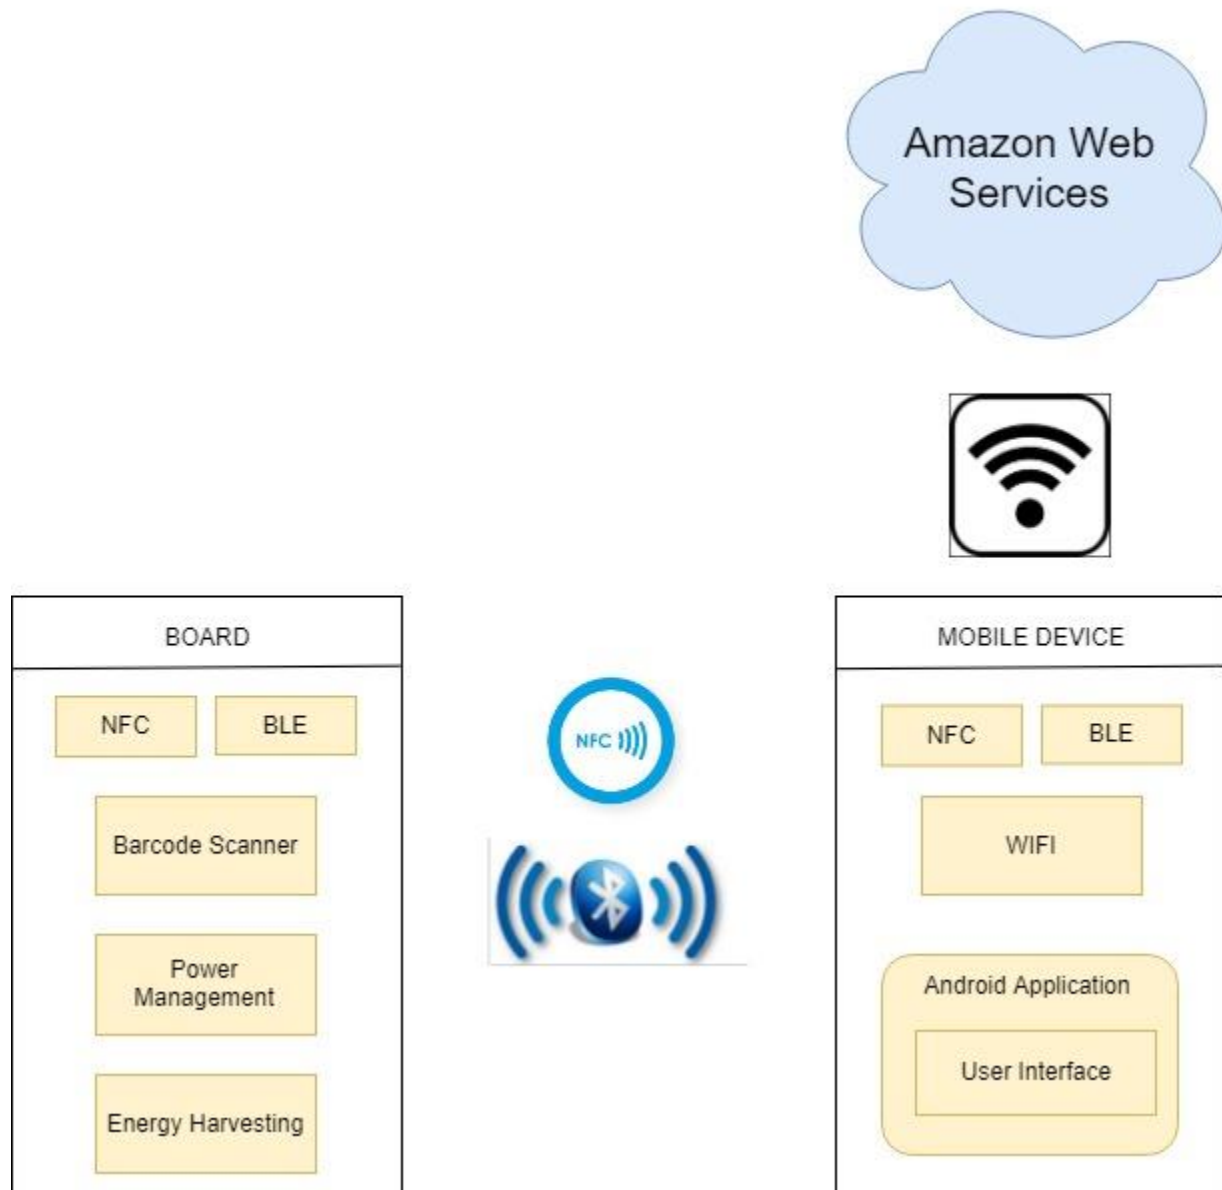 Amazon Web
Services
BOARD
NFC
BLE
Barcode Scanner
Power
Management
Energy Harvesting
NFC
MOBILE DEVICE
NFC
BLE
WIFI
Android Application
User Interface